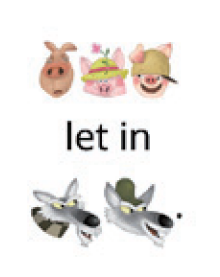 let in
.